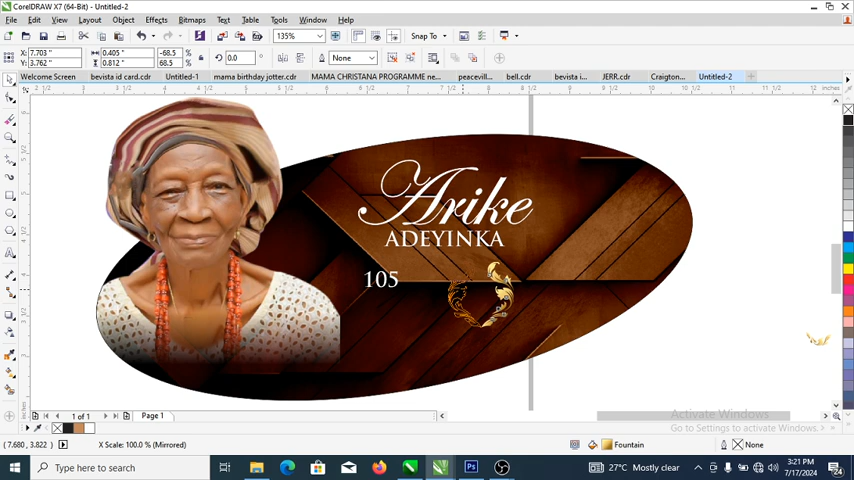 CorelDRAW X7 (64-Bit) - Untitled-2
File Edit View Layout Object Effects Bitmaps Text Table Tools Window Help
135% Snap To
X: 7.703 " 0.405 " -68.5 % 0.0 ° None
Y: 3.762 " 0.812 " 68.5 %
Welcome Screen bevista id card.cdr Untitled-1 mama birthday jotter.cdr MAMA CHRISTANA PROGRAMME ne... peacevill... bell.cdr bevista i... JERR.cdr Craigton... Untitled-2
inches
Arike
ADEYINKA
105
1 of 1 Page 1
Activate Windows
Go to Settings to activate Windows.
( 7.680, 3.822 ) X Scale: 100.0 % (Mirrored) Fountain None
Type here to search 27°C Mostly clear 3:21 PM
7/17/2024 24